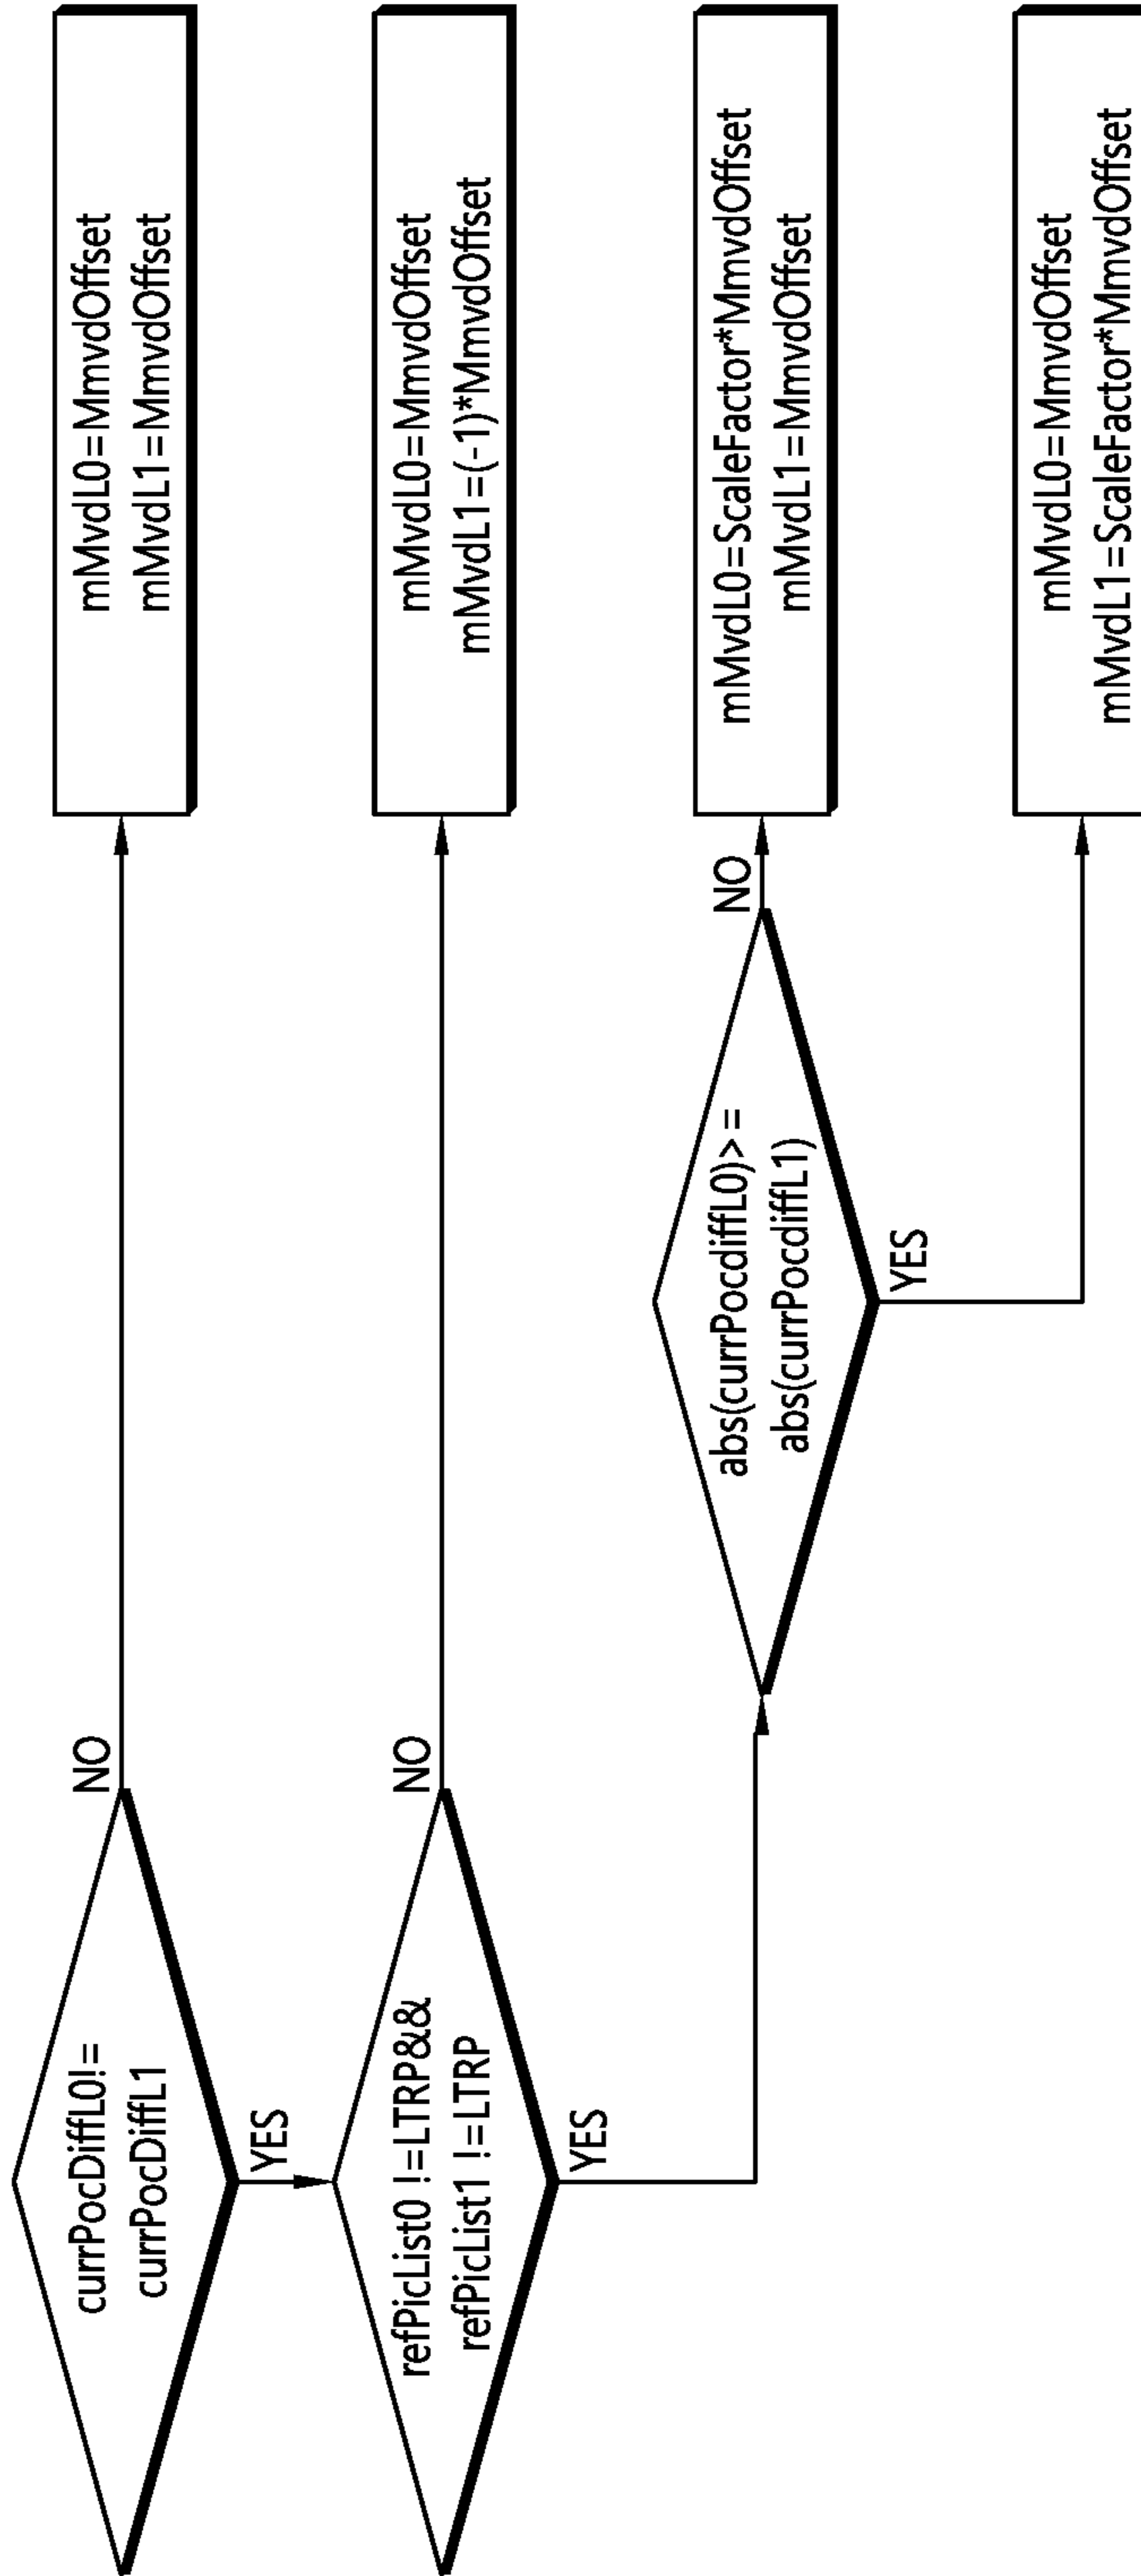 currPocDiffL0!=
currPocDiffL1
NO
mMvdL0=MmvdOffset
mMvdL1=MmvdOffset
YES
refPicList0 !=LTRP&&
refPicList1 !=LTRP
NO
mMvdL0=MmvdOffset
mMvdL1=(-1)*MmvdOffset
YES
abs(currPocdiffL0)>=
abs(currPocdiffL1)
NO
mMvdL0=ScaleFactor*MmvdOffset
mMvdL1=MmvdOffset
YES
mMvdL0=MmvdOffset
mMvdL1=ScaleFactor*MmvdOffset